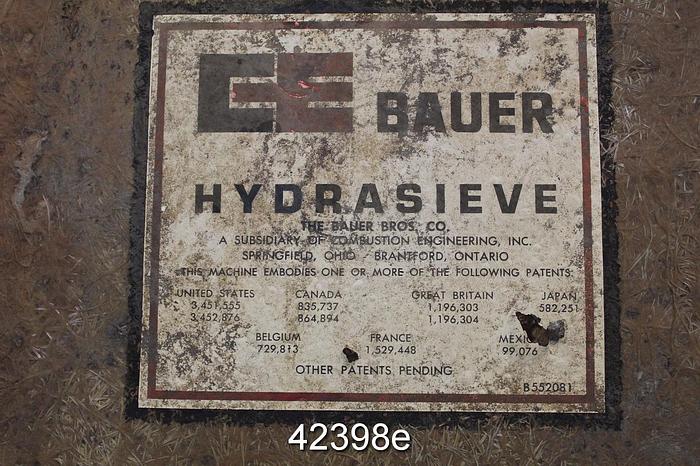 CE BAUER
HYDRASIEVE
THE BAUER BROS. CO.
A SUBSIDIARY OF COMBUSTION ENGINEERING, INC.
SPRINGFIELD, OHIO BRANTFORD, ONTARIO
THIS MACHINE EMBODIES ONE OR MORE OF THE FOLLOWING PATENTS:
UNITED STATES CANADA GREAT BRITAIN JAPAN
3,451,555 835,737 1,196,303 582,251
3,452,876 864,894 1,196,304
BELGIUM FRANCE
729,813 1,529,448 99,076
OTHER PATENTS PENDING
B552081
42398e